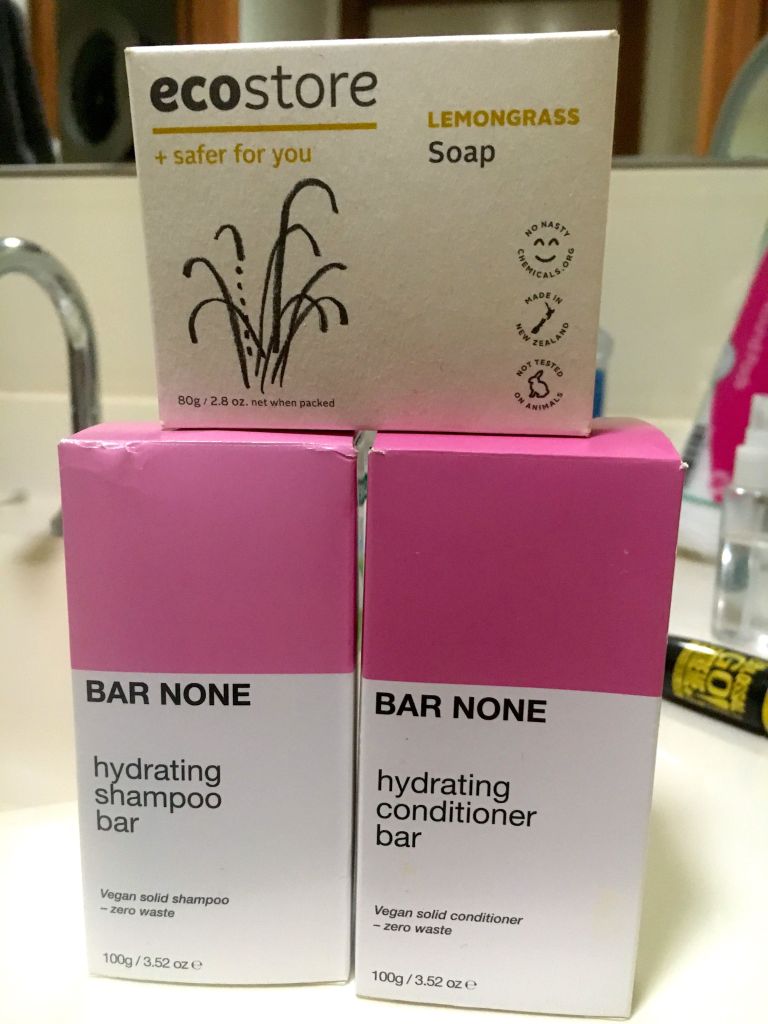 ecostore
+ safer for you
LEMONGRASS
Soap
NO NASTY
CHEMICALS.ORG
MADE IN
NEW ZEALAND
NOT TESTED
ON ANIMALS
80g / 2.8 oz. net when packed
BAR NONE
hydrating
shampoo
bar
Vegan solid shampoo
– zero waste
100g / 3.52 oz ℮
BAR NONE
hydrating
conditioner
bar
Vegan solid conditioner
– zero waste
100g / 3.52 oz ℮